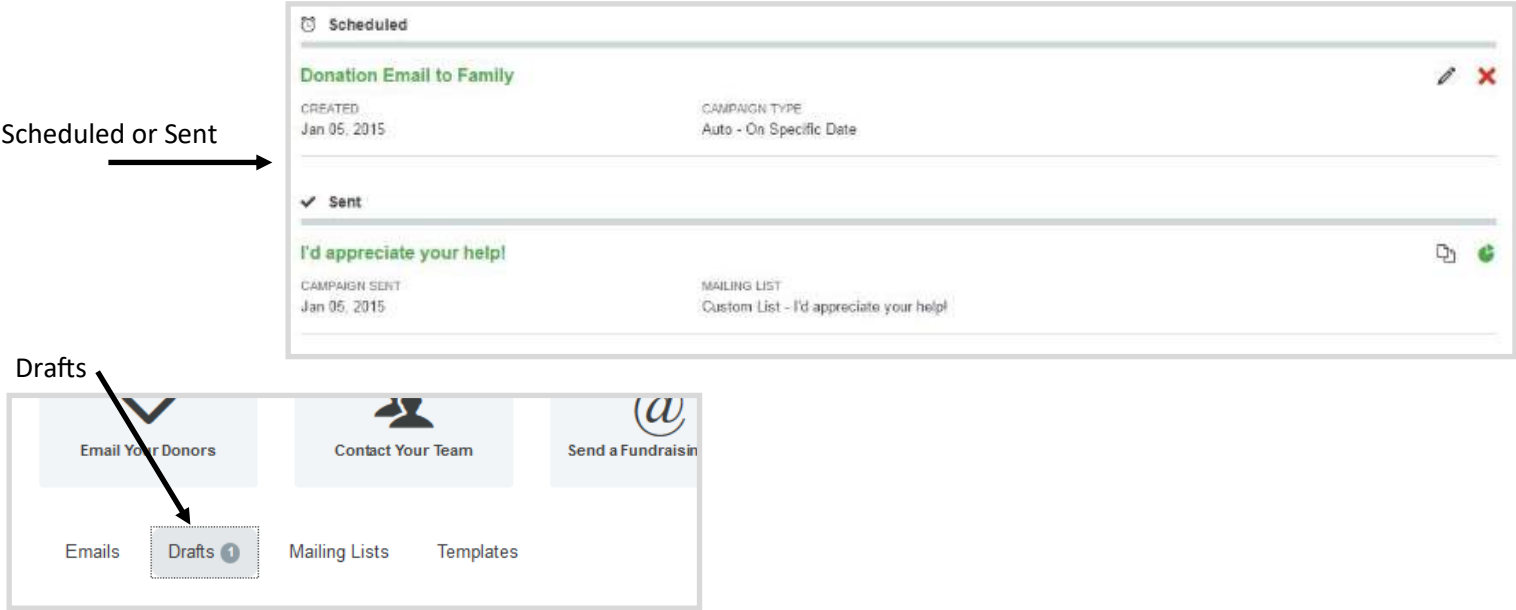 Scheduled
Donation Email to Family
CREATED CAMPAIGN TYPE
Jan 05, 2015 Auto - On Specific Date
Scheduled or Sent
Sent
I'd appreciate your help!
CAMPAIGN SENT MAILING LIST
Jan 05, 2015 Custom List - I'd appreciate your help!
Drafts
@
Email Your Donors Contact Your Team Send a Fundraisin
Emails Drafts 1 Mailing Lists Templates